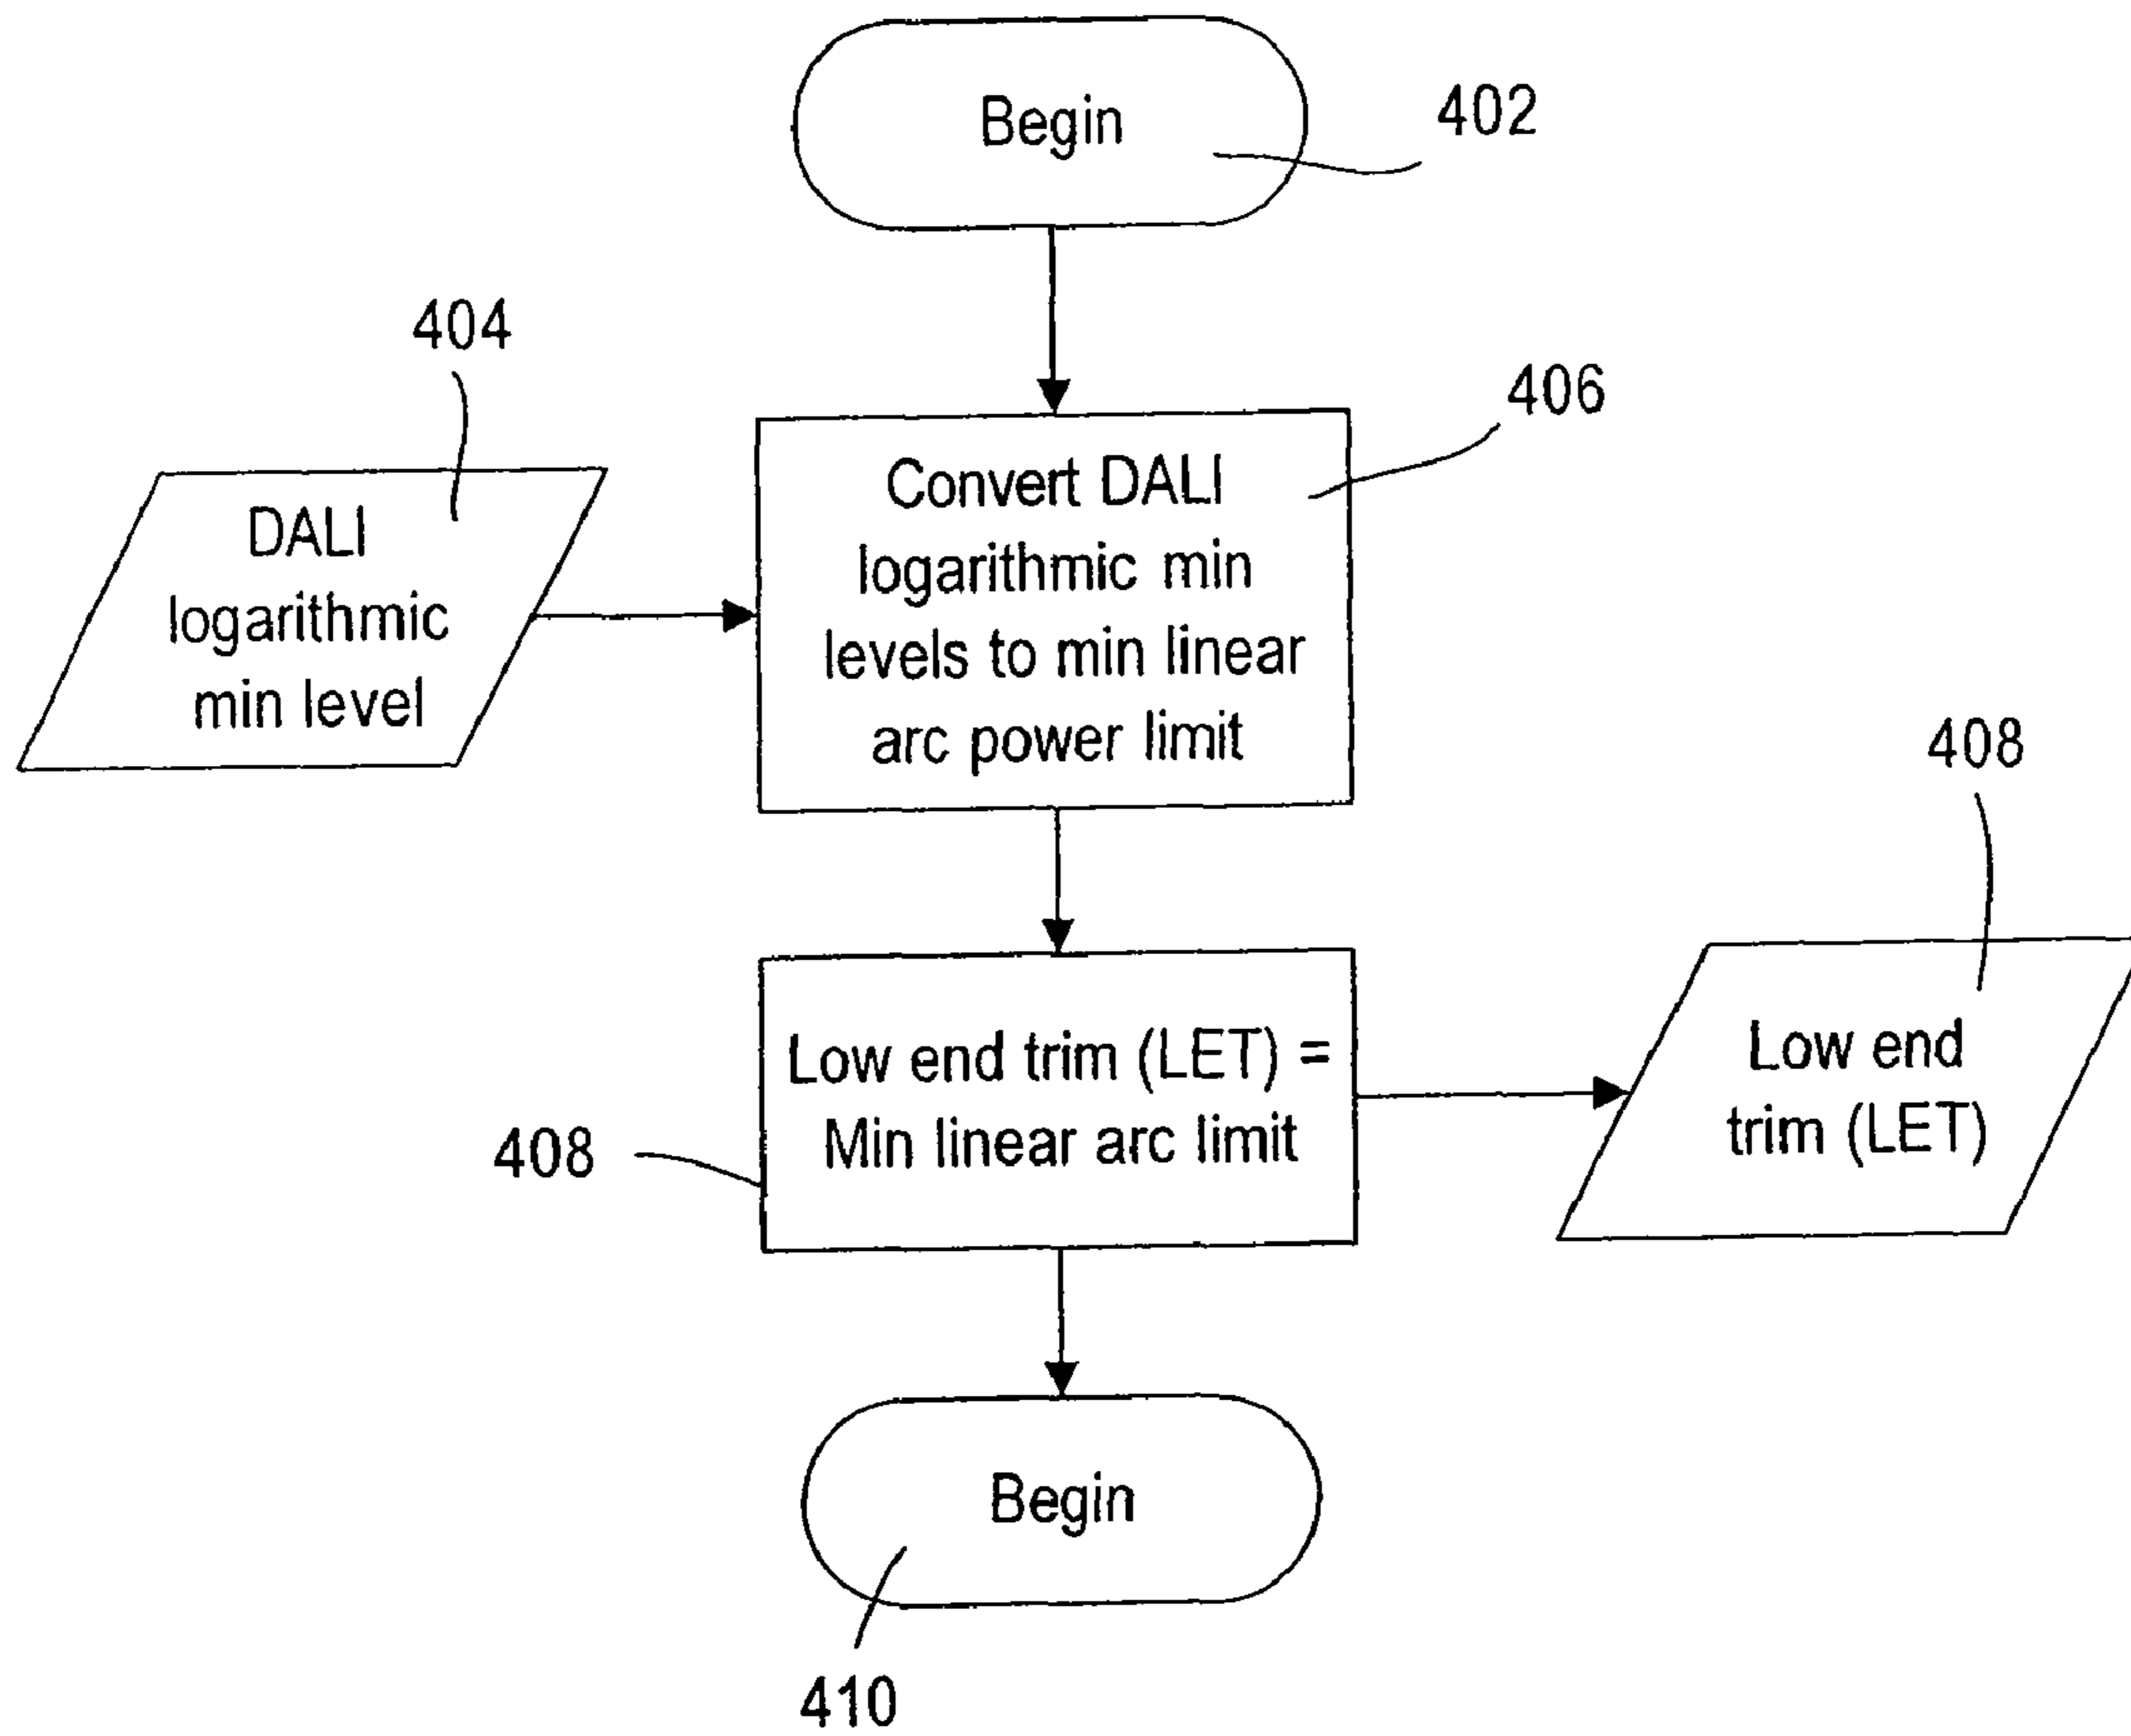 Begin
402
404
406
DALI
logarithmic
min level
Convert DALI
logarithmic min
levels to min linear
arc power limit
408
Low end trim (LET) =
Min linear arc limit
408
Low end
trim (LET)
Begin
410